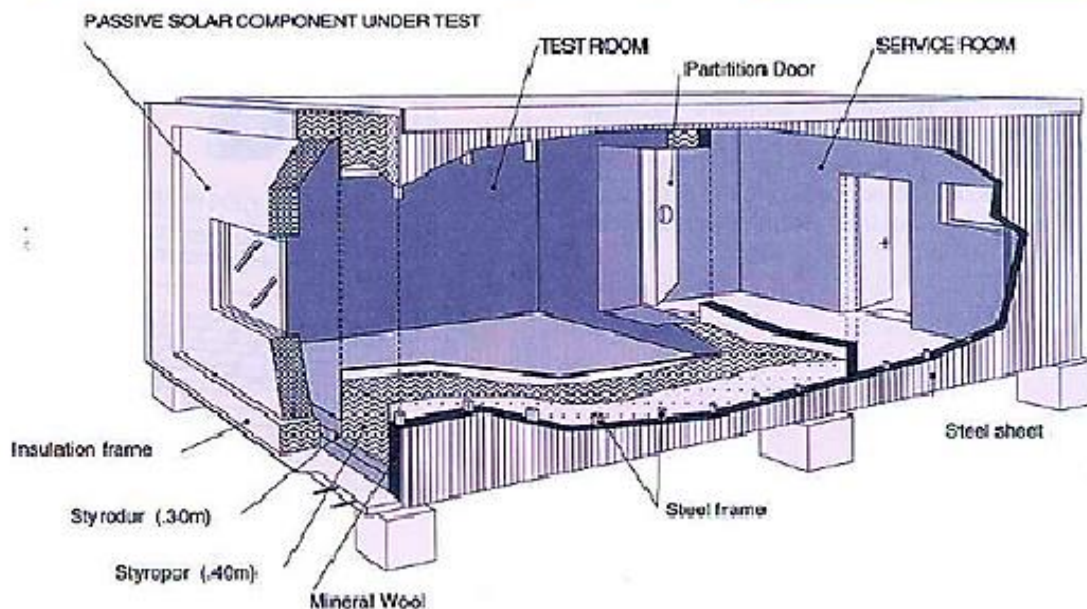 PASSIVE SOLAR COMPONENT UNDER TEST
TEST ROOM
SERVICE ROOM
Partitition Door
Insulation frame
Steel sheet
Styrodur (.30m)
Steel frame
Styropor (.40m)
Mineral Wool